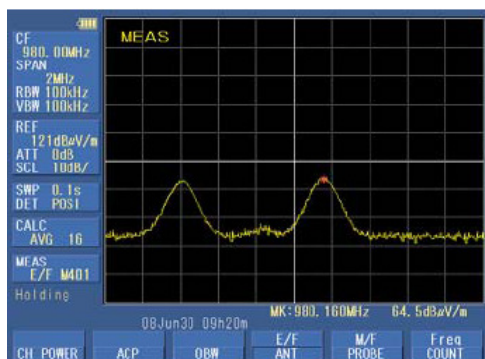 CF
980.00MHz
SPAN
2MHz
RBW 100kHz
VBW 100kHz
REF
121dBμV/m
ATT 0dB
SCL 10dB/
SWP 0.1s
DET POSI
CALC
AVG 16
MEAS
E/F M401
Holding
MEAS
MK:980.160MHz 64.5dBμV/m
08Jun30 09h20m
CH POWER
ACP
OBW
E/F
ANT
M/F
PROBE
Freq
COUNT